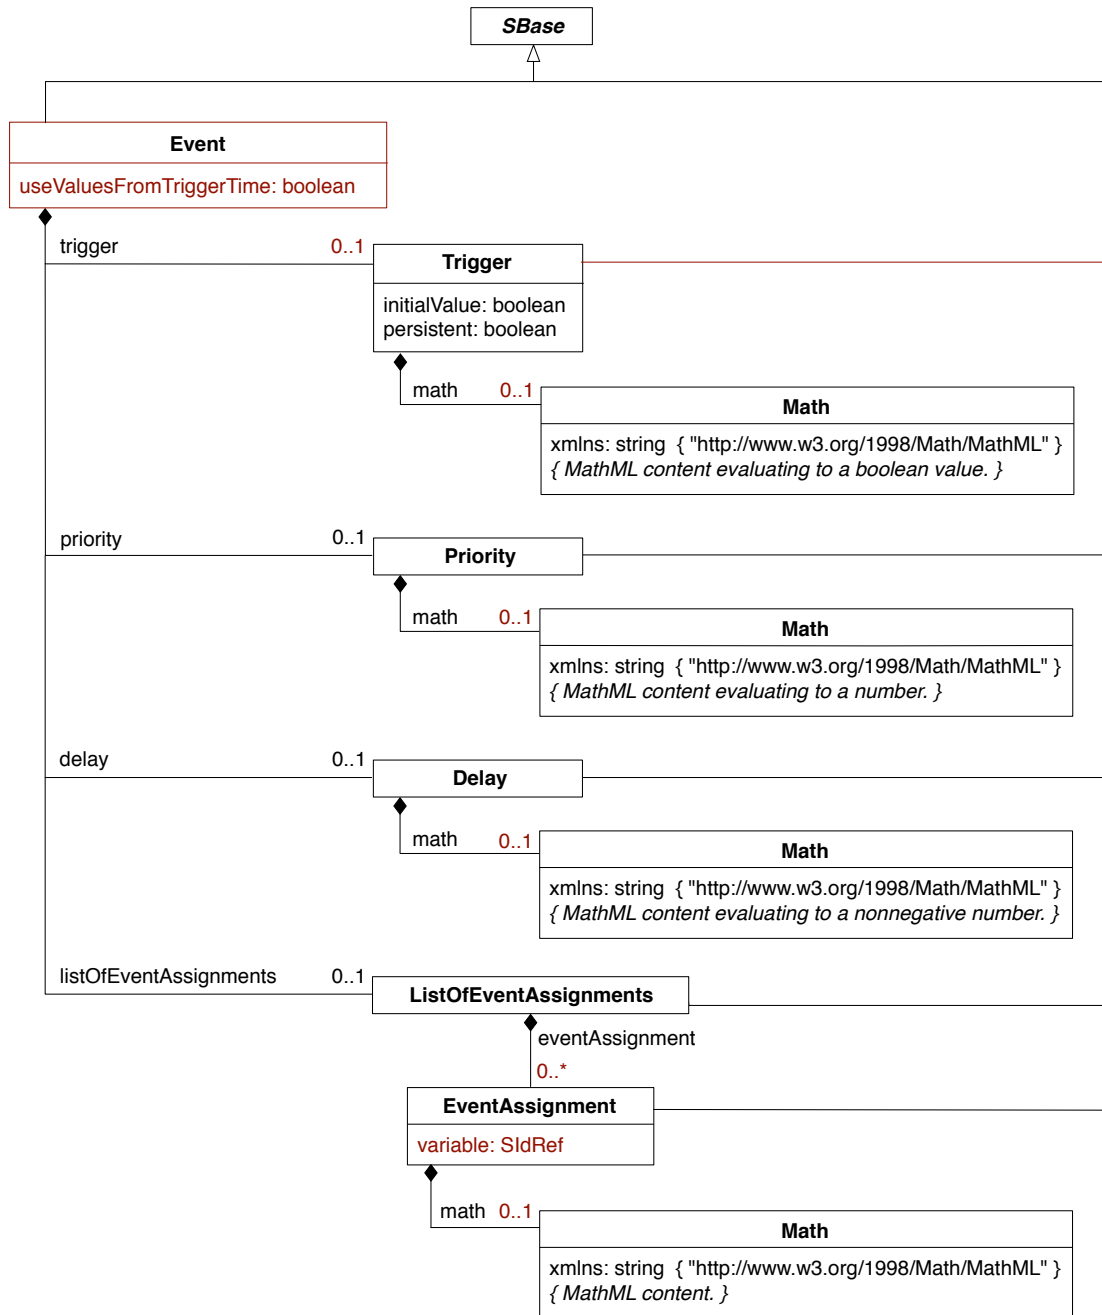 SBase
Event
useValuesFromTriggerTime: boolean
trigger 0..1
Trigger
initialValue: boolean
persistent: boolean
math 0..1
Math
xmlns: string { "http://www.w3.org/1998/Math/MathML" }
{ MathML content evaluating to a boolean value. }
priority 0..1
Priority
math 0..1
Math
xmlns: string { "http://www.w3.org/1998/Math/MathML" }
{ MathML content evaluating to a number. }
delay 0..1
Delay
math 0..1
Math
xmlns: string { "http://www.w3.org/1998/Math/MathML" }
{ MathML content evaluating to a nonnegative number. }
listOfEventAssignments 0..1
ListOfEventAssignments
eventAssignment
0..*
EventAssignment
variable: SIdRef
math 0..1
Math
xmlns: string { "http://www.w3.org/1998/Math/MathML" }
{ MathML content. }